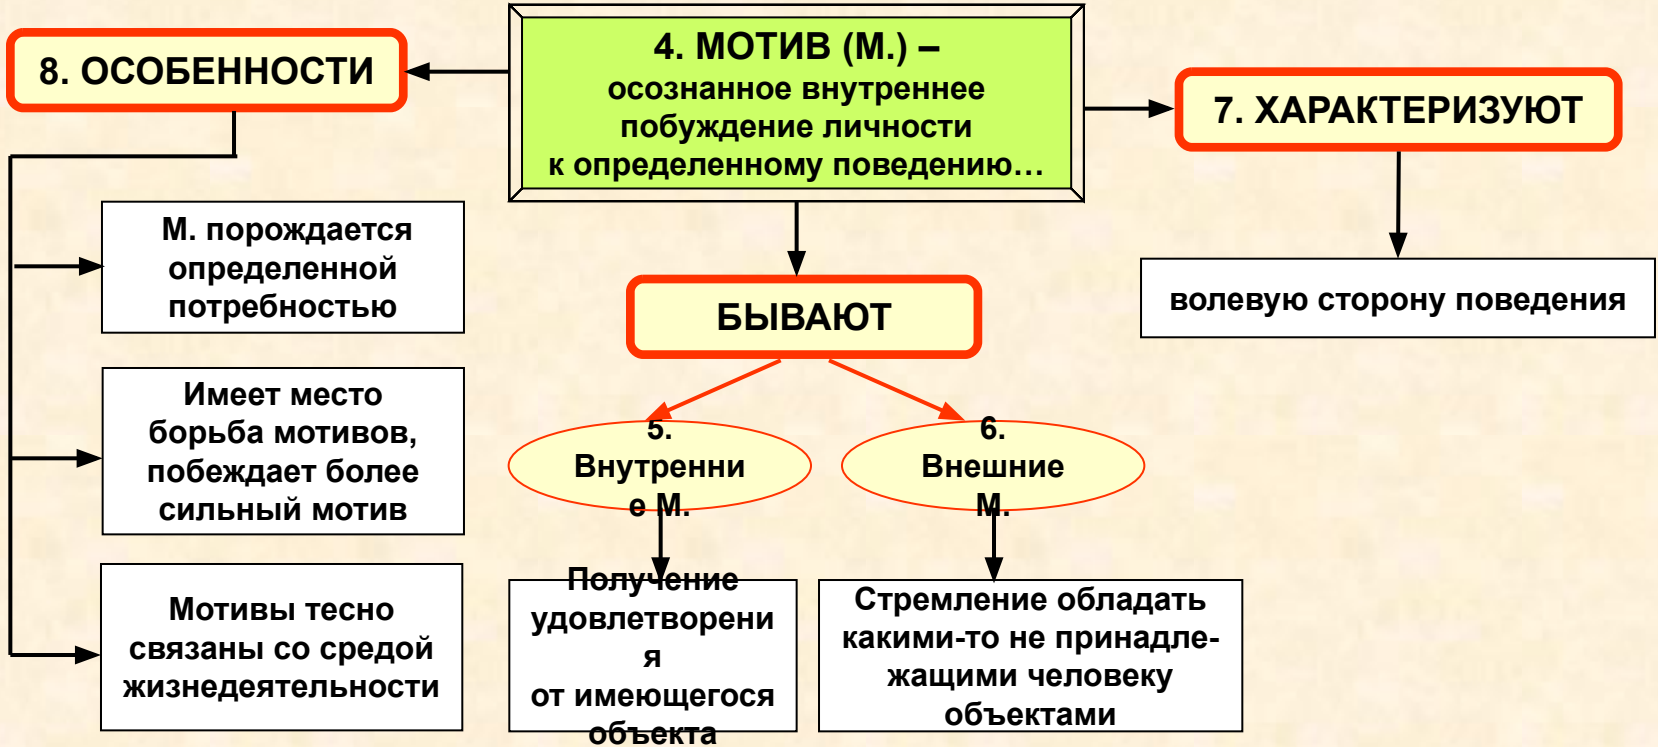 4. МОТИВ (М.) –
осознанное внутреннее
побуждение личности
к определенному поведению…
8. ОСОБЕННОСТИ
М. порождается
определенной
потребностью
Имеет место
борьба мотивов,
побеждает более
сильный мотив
Мотивы тесно
связаны со средой
жизнедеятельности
БЫВАЮТ
5.
Внутренни
е М.
Получение
удовлетворени
я
от имеющегося
объекта
6.
Внешние
М.
Стремление обладать
какими-то не принадле-
жащими человеку
объектами
7. ХАРАКТЕРИЗУЮТ
волевую сторону поведения